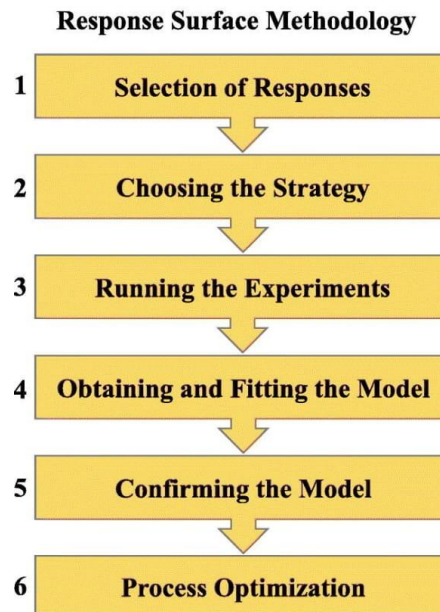 Response Surface Methodology
1 Selection of Responses
2 Choosing the Strategy
3 Running the Experiments
4 Obtaining and Fitting the Model
5 Confirming the Model
6 Process Optimization